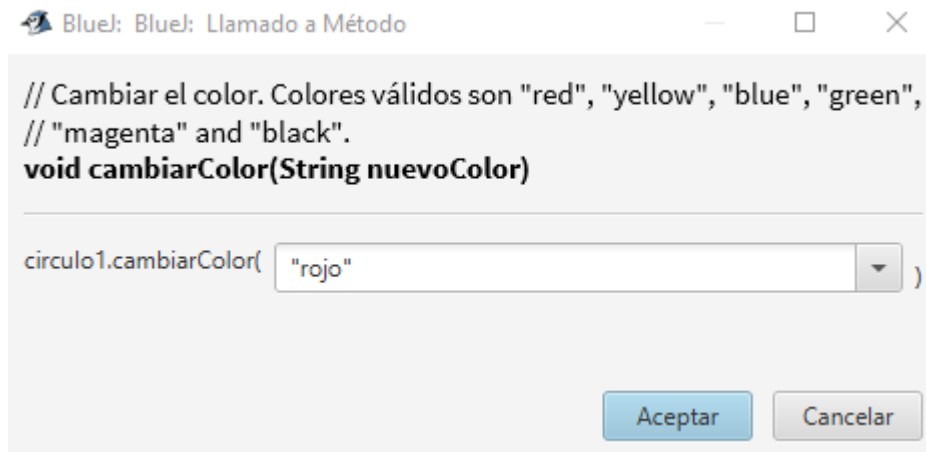 BlueJ: BlueJ: Llamado a Método
// Cambiar el color. Colores válidos son "red", "yellow", "blue", "green",
// "magenta" and "black".
void cambiarColor(String nuevoColor)
circulo1.cambiarColor( "rojo" )
Aceptar Cancelar